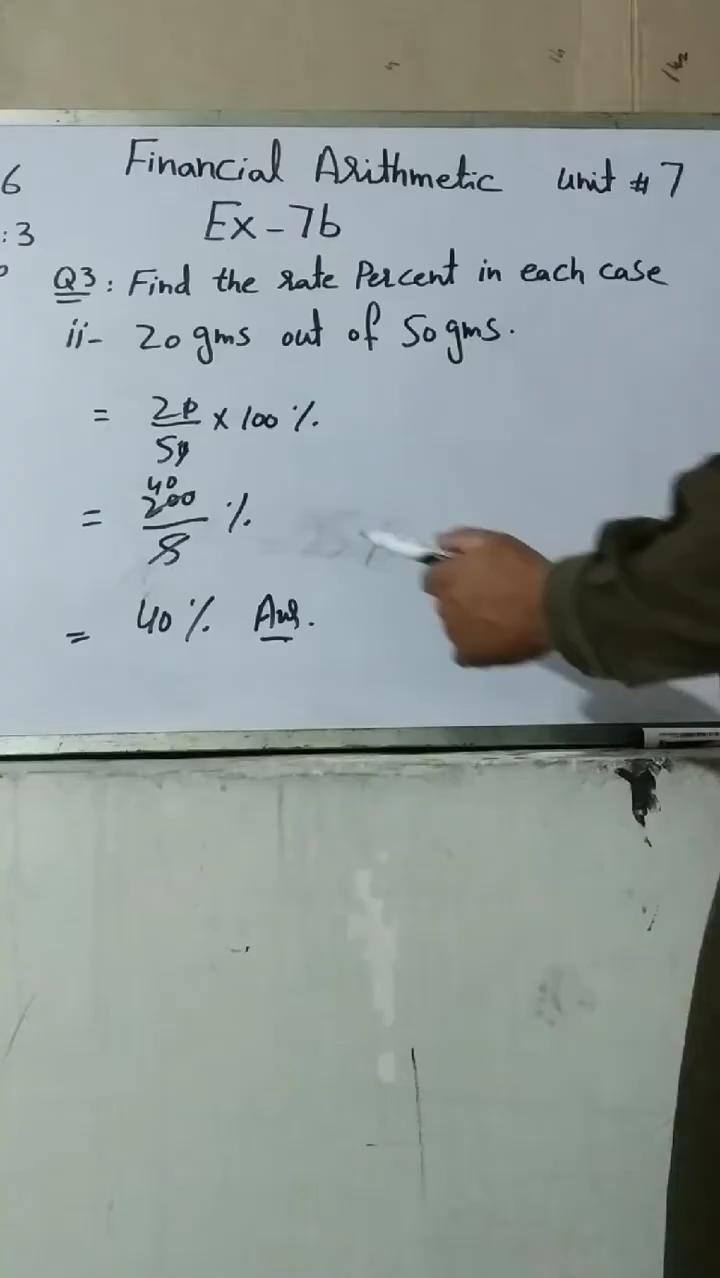 Financial Arithmetic unit # 7
6
Ex-7b
: 3
Q3: Find the rate Percent in each case
ii- 20 gms out of 50 gms.
= 20/50 x 100 %.
40
= 200/5 %
= 40 % Ans.